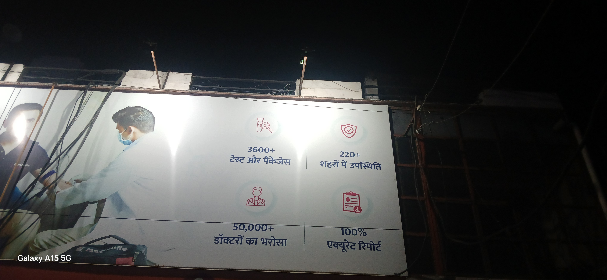 3600+
टेस्ट और पैकेजेस
220+
शहरों में उपस्थिति
50,000+
डॉक्टरों का भरोसा
100%
एक्यूरेट रिपोर्ट
Galaxy A15 5G